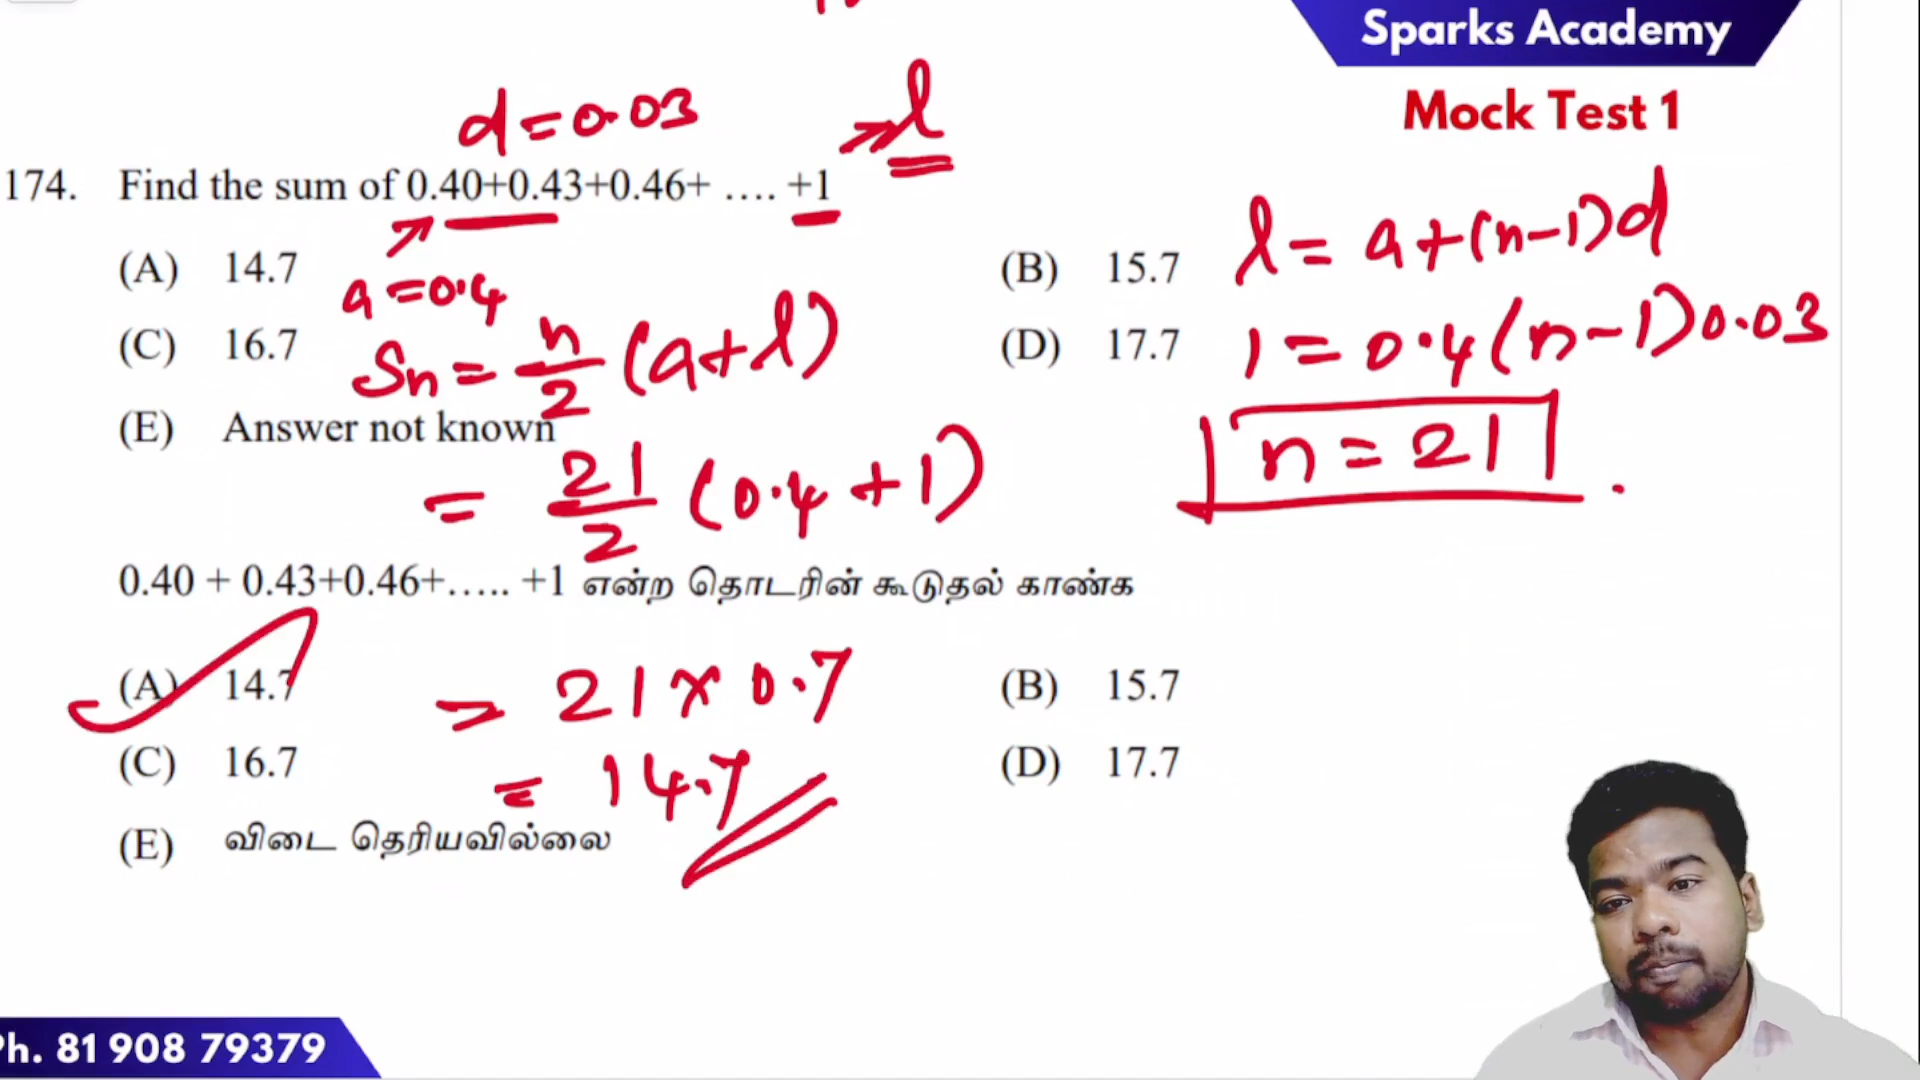 Sparks Academy
Mock Test 1
d=0.03
l
174. Find the sum of 0.40+0.43+0.46+ .... +1
l = a+(n-1)d
(A) 14.7
(B) 15.7
a=0.4
1 = 0.4(n-1)0.03
(C) 16.7
(D) 17.7
Sn = n/2 (a+l)
n = 21
(E) Answer not known
= 21/2 (0.4+1)
0.40 + 0.43+0.46+..... +1 என்ற தொடரின் கூடுதல் காண்க
(A) 14.7
(B) 15.7
= 21 x 0.7
(C) 16.7
(D) 17.7
= 14.7
(E) விடை தெரியவில்லை
Ph. 81 908 79379